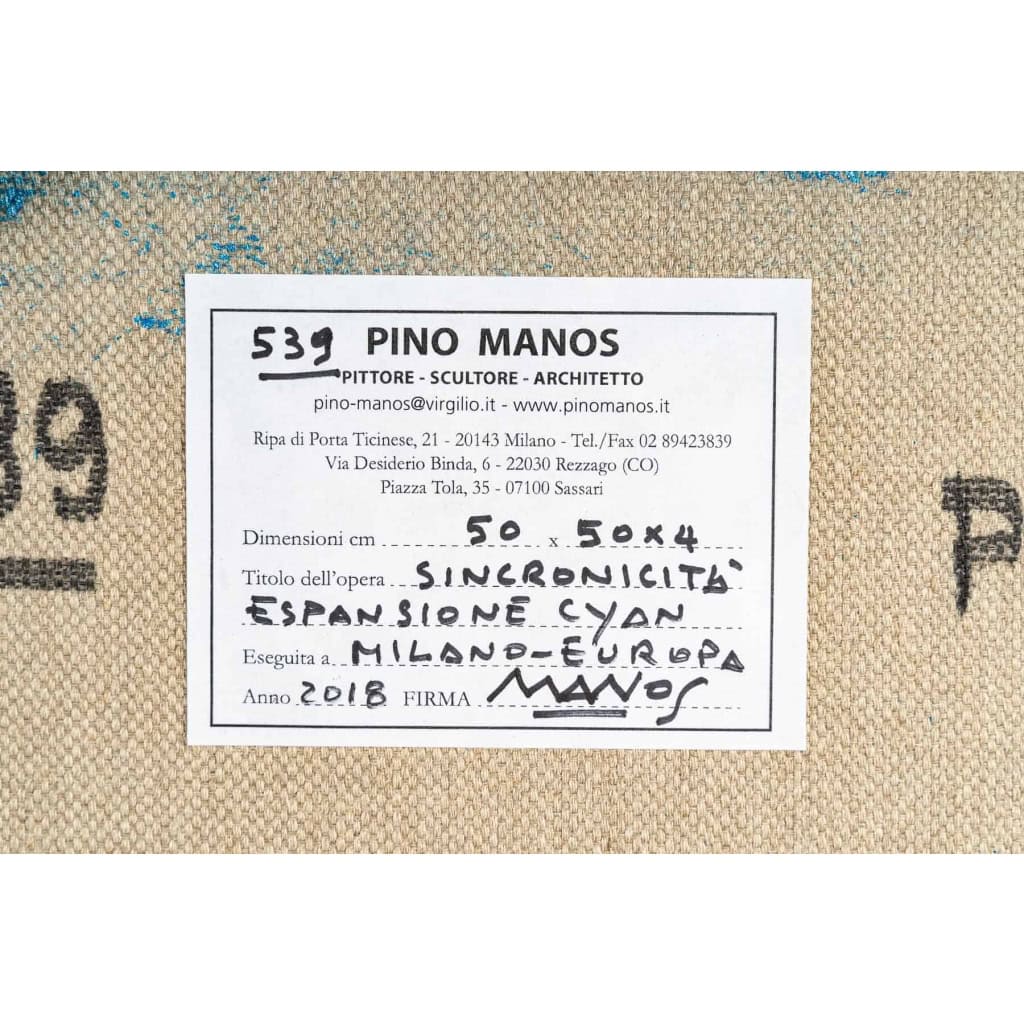 539 PINO MANOS
PITTORE - SCULTORE - ARCHITETTO
pino-manos@virgilio.it - www.pinomanos.it
Ripa di Porta Ticinese, 21 - 20143 Milano - Tel./Fax 02 89423839
Via Desiderio Binda, 6 - 22030 Rezzago (CO)
Piazza Tola, 35 - 07100 Sassari
Dimensioni cm 50 x 50x4
Titolo dell'opera SINCRONICITÀ
ESPANSIONE CYAN
Eseguita a MILANO-EUROPA
Anno 2018 FIRMA MANOS
39
P